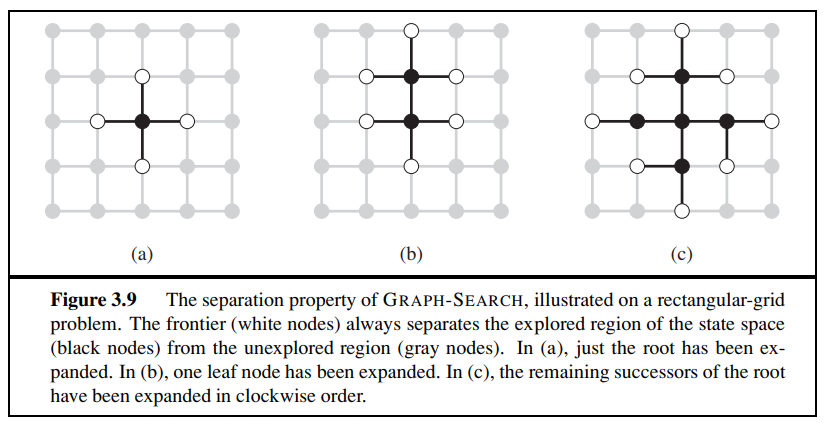 (a)
(b)
(c)
Figure 3.9 The separation property of GRAPH-SEARCH, illustrated on a rectangular-grid
problem. The frontier (white nodes) always separates the explored region of the state space
(black nodes) from the unexplored region (gray nodes). In (a), just the root has been ex-
panded. In (b), one leaf node has been expanded. In (c), the remaining successors of the root
have been expanded in clockwise order.